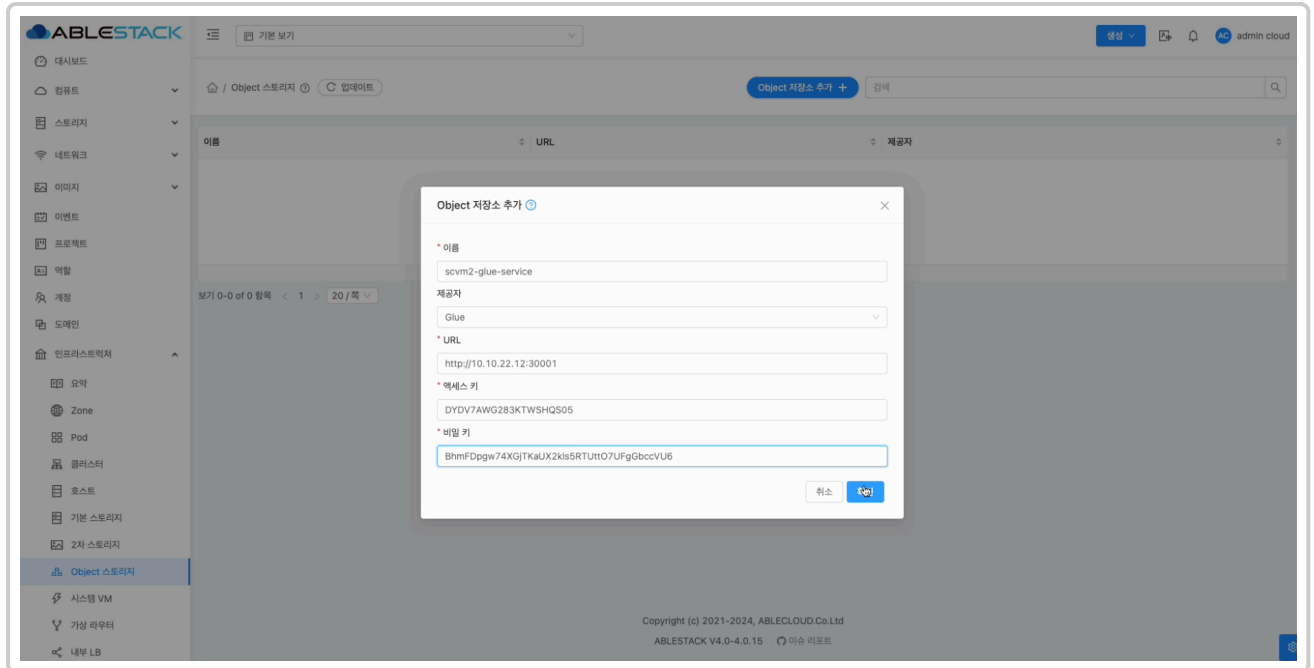 ABLESTACK
기본 보기
생성
AC admin cloud
대시보드
컴퓨트
스토리지
네트워크
이미지
이벤트
프로젝트
역할
계정
도메인
인프라스트럭쳐
요약
Zone
Pod
클러스터
호스트
기본 스토리지
2차 스토리지
Object 스토리지
시스템 VM
가상 라우터
내부 LB
/ Object 스토리지 업데이트
Object 저장소 추가 +
검색
이름 URL 제공자
보기 0-0 of 0 항목 < 1 > 20 / 쪽
Object 저장소 추가
* 이름
scvm2-glue-service
제공자
Glue
* URL
http://10.10.22.12:30001
* 액세스 키
DYDV7AWG283KTWSHQS05
* 비밀 키
BhmFDpgw74XGjTKaUX2kls5RTUttO7UFgGbccVU6
취소
Copyright (c) 2021-2024, ABLECLOUD.Co.Ltd
ABLESTACK V4.0-4.0.15 이슈 리포트